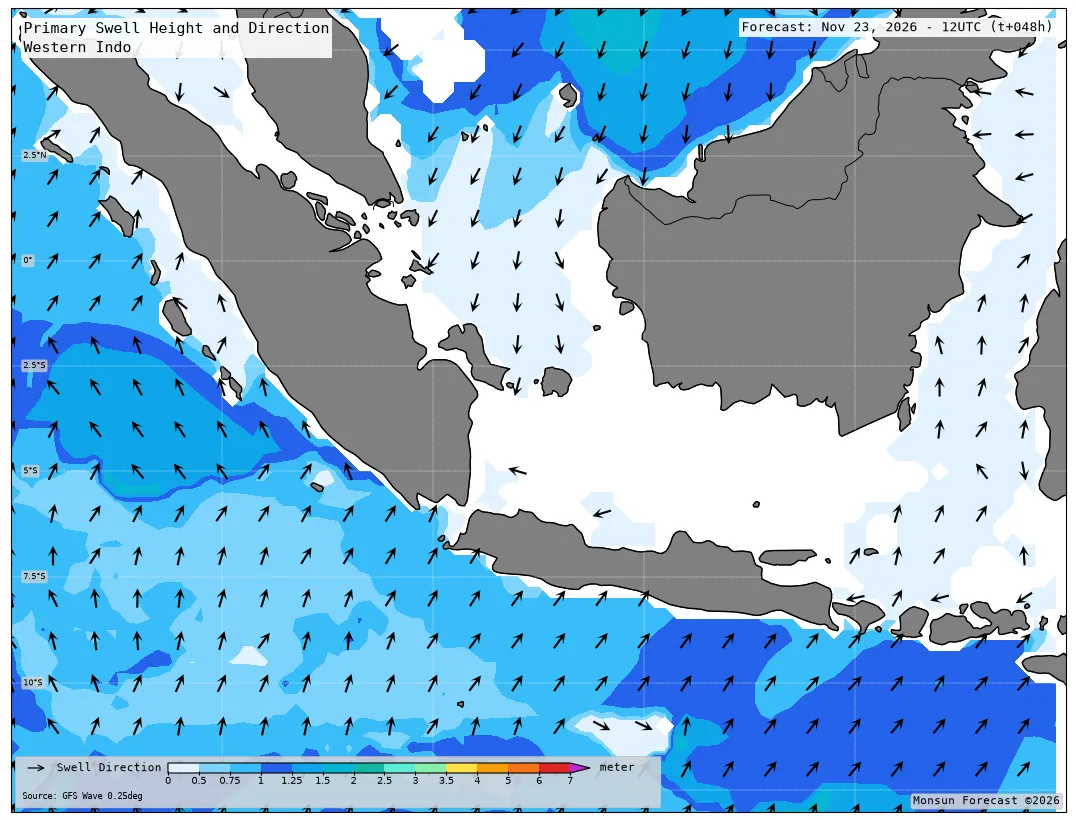 Primary Swell Height and Direction
Western Indo
Forecast: Nov 23, 2026 - 12UTC (t+048h)
2.5°N
0°
2.5°S
5°S
7.5°S
10°S
Swell Direction
meter
0 0.5 0.75 1 1.25 1.5 2 2.5 3 3.5 4 5 6 7
Source: GFS Wave 0.25deg
Monsun Forecast ©2026